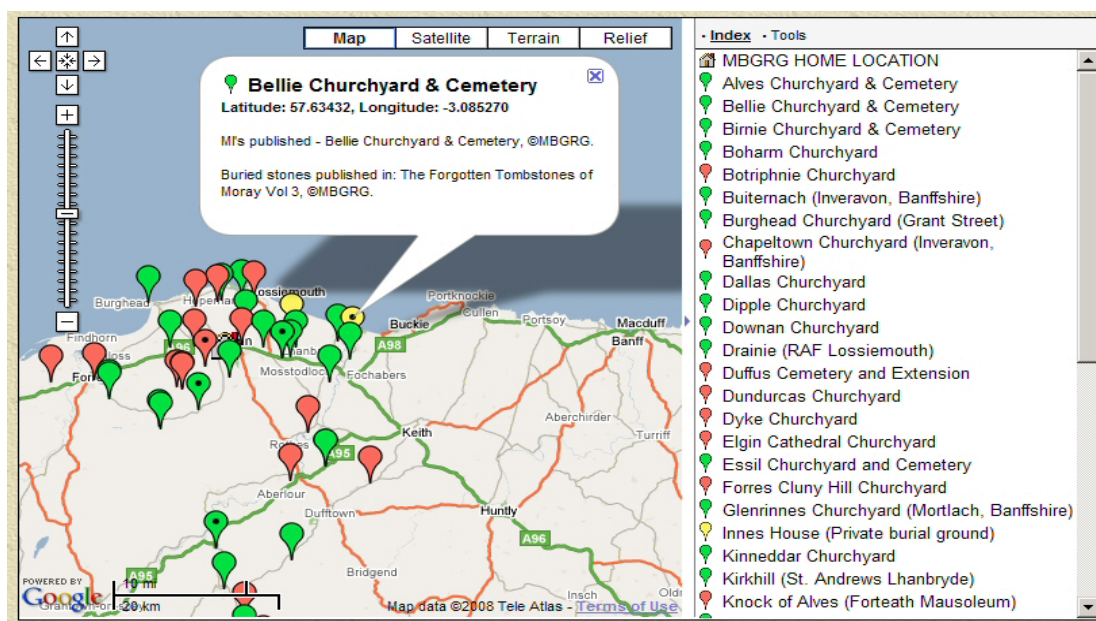 Map
Satellite
Terrain
Relief
Bellie Churchyard & Cemetery
Latitude: 57.63432, Longitude: -3.085270
MI's published - Bellie Churchyard & Cemetery, ©MBGRG.
Buried stones published in: The Forgotten Tombstones of
Moray Vol 3, ©MBGRG.
Burghead
Portknockie
Cullen
Portsoy
Buckie
Macduff
Banff
Findhorn
A96
A98
Fochabers
Keith
Aberchirder
Turriff
A95
Aberlour
Dufftown
Huntly
A96
A95
Bridgend
Insch
POWERED BY
Google
10 mi
20 km
Map data ©2008 Tele Atlas - Terms of Use
· Index · Tools
MBGRG HOME LOCATION
Alves Churchyard & Cemetery
Bellie Churchyard & Cemetery
Birnie Churchyard & Cemetery
Boharm Churchyard
Botriphnie Churchyard
Buiternach (Inveravon, Banffshire)
Burghead Churchyard (Grant Street)
Chapeltown Churchyard (Inveravon,
Banffshire)
Dallas Churchyard
Dipple Churchyard
Downan Churchyard
Drainie (RAF Lossiemouth)
Duffus Cemetery and Extension
Dundurcas Churchyard
Dyke Churchyard
Elgin Cathedral Churchyard
Essil Churchyard and Cemetery
Forres Cluny Hill Churchyard
Glenrinnes Churchyard (Mortlach, Banffshire)
Innes House (Private burial ground)
Kinneddar Churchyard
Kirkhill (St. Andrews Lhanbryde)
Knock of Alves (Forteath Mausoleum)